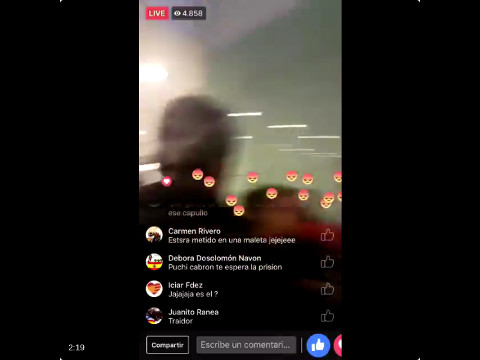 LIVE 4.858
ese capullo
Carmen Rivero
Estsra metido en una maleta jejejeee
Debora Dosolomón Navon
Puchi cabron te espera la prision
Iciar Fdez
Jajajaja es el ?
Juanito Ranea
Traidor
Compartir Escribe un comentari...
2:19